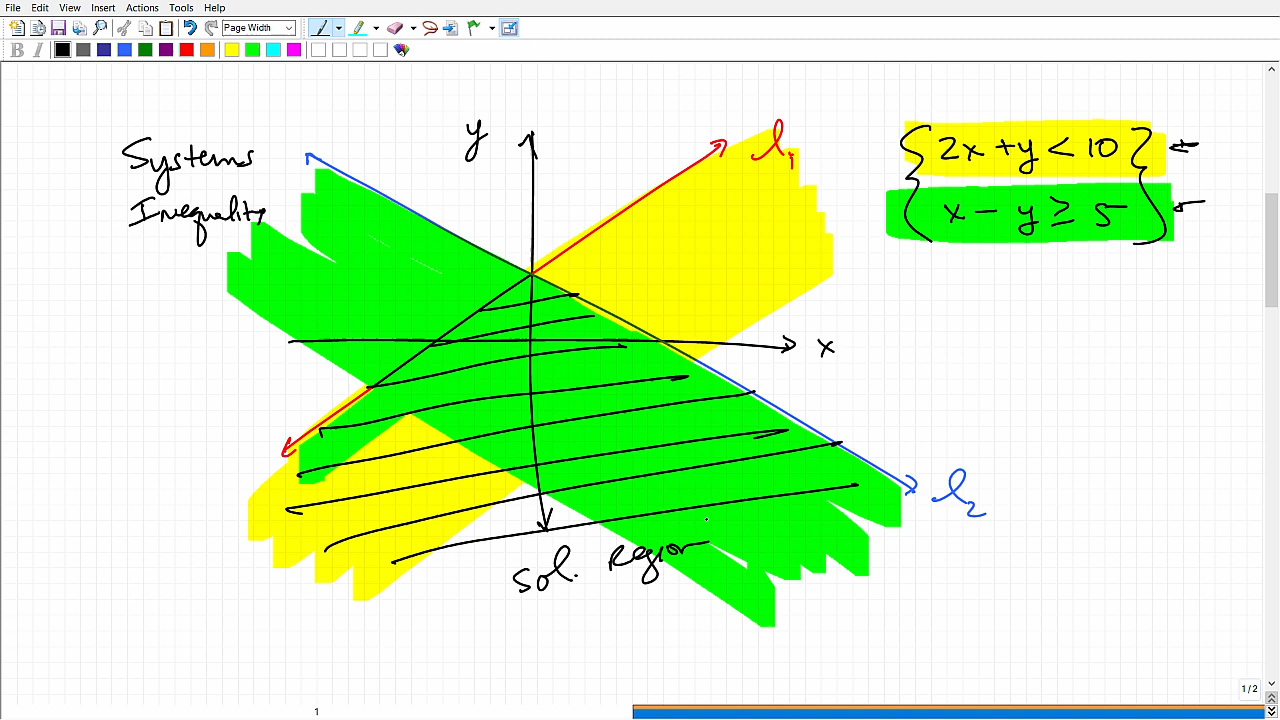 File Edit View Insert Actions Tools Help
Page Width
B I
Systems
Inequality
y
l1
2x + y < 10
x - y ≥ 5
x
l2
Sol. Region
1 / 2
1